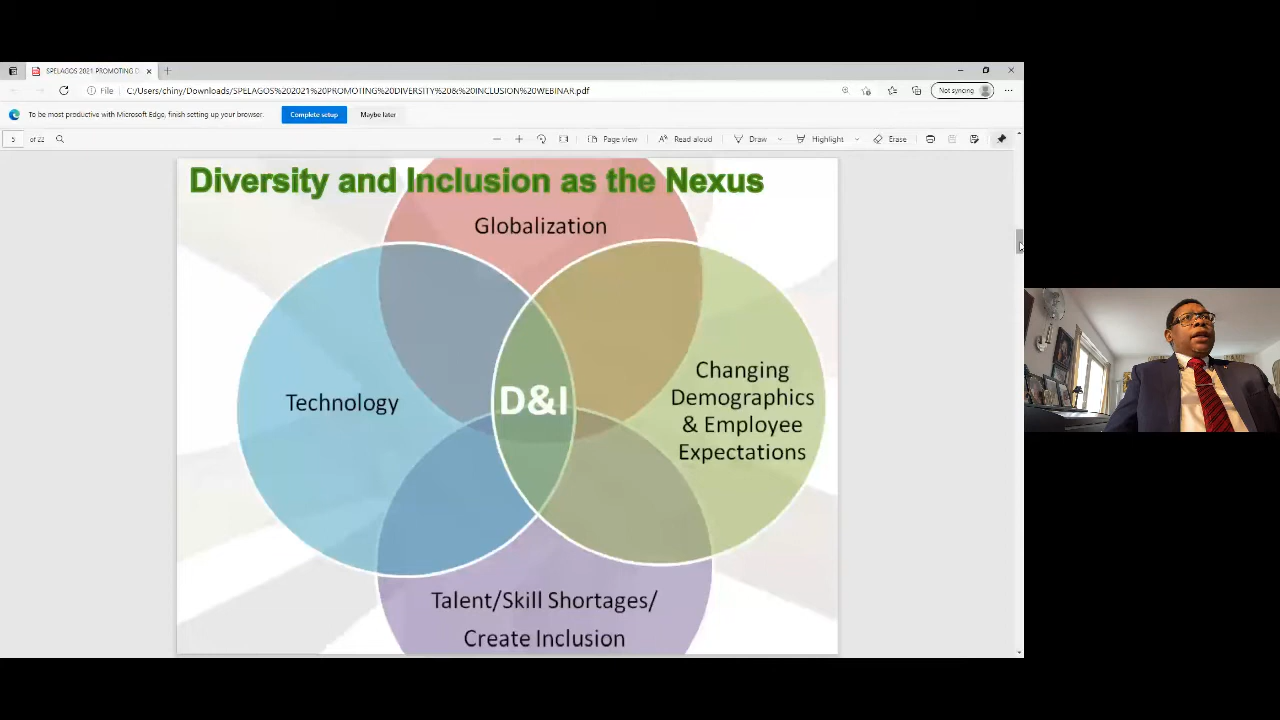 SPELAGOS 2021 PROMOTING D
File
C:/Users/chiny/Downloads/SPELAGOS%20%2021%20PROMOTING%20DIVERSITY%20&%20INCLUSION%20WEBINAR.pdf
Not syncing
To be most productive with Microsoft Edge, finish setting up your browser.
Complete setup
Maybe later
5
of 22
Page view
Read aloud
Draw
Highlight
Erase
Diversity and Inclusion as the Nexus
Globalization
Technology
D&I
Changing
Demographics
& Employee
Expectations
Talent/Skill Shortages/
Create Inclusion